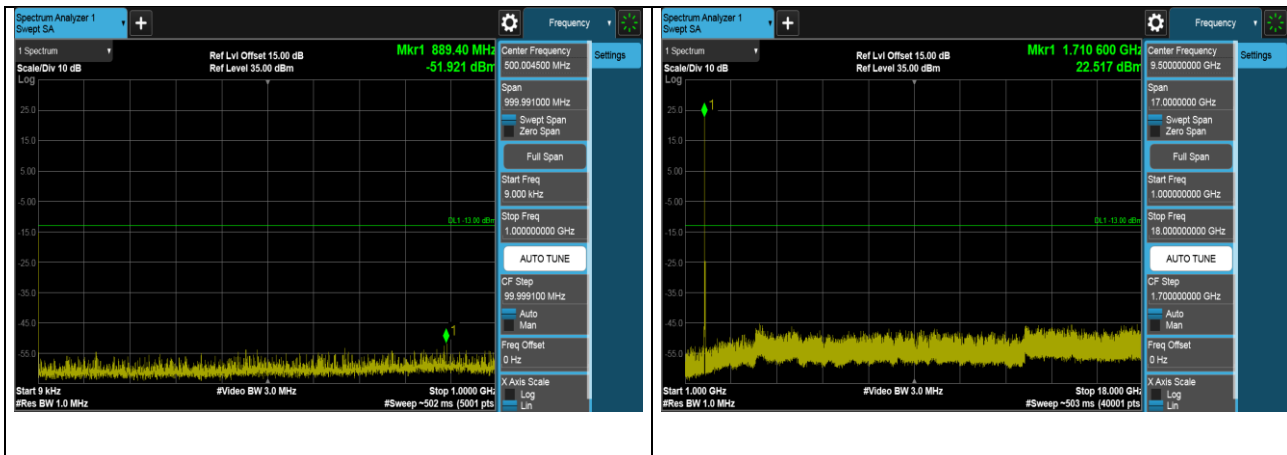 Spectrum Analyzer 1
Swept SA
+
Frequency
1 Spectrum
Scale/Div 10 dB
Log
Ref Lvl Offset 15.00 dB
Ref Level 35.00 dBm
Mkr1 889.40 MHz
-51.921 dBm
1
25.0
15.0
5.00
-5.00
DL1 -13.00 dBm
-15.0
-25.0
-35.0
-45.0
-55.0
Start 9 kHz
#Res BW 1.0 MHz
#Video BW 3.0 MHz
Stop 1.0000 GHz
#Sweep ~502 ms (5001 pts
Center Frequency
500.004500 MHz
Settings
Span
999.991000 MHz
Swept Span
Zero Span
Full Span
Start Freq
9.000 kHz
Stop Freq
1.000000000 GHz
AUTO TUNE
CF Step
99.999100 MHz
Auto
Man
Freq Offset
0 Hz
X Axis Scale
Log
Lin
Spectrum Analyzer 1
Swept SA
+
Frequency
1 Spectrum
Scale/Div 10 dB
Log
Ref Lvl Offset 15.00 dB
Ref Level 35.00 dBm
Mkr1 1.710 600 GHz
22.517 dBm
1
25.0
15.0
5.00
-5.00
DL1 -13.00 dBm
-15.0
-25.0
-35.0
-45.0
-55.0
Start 1.000 GHz
#Res BW 1.0 MHz
#Video BW 3.0 MHz
Stop 18.000 GHz
#Sweep ~503 ms (40001 pts
Center Frequency
9.500000000 GHz
Settings
Span
17.0000000 GHz
Swept Span
Zero Span
Full Span
Start Freq
1.000000000 GHz
Stop Freq
18.000000000 GHz
AUTO TUNE
CF Step
1.700000000 GHz
Auto
Man
Freq Offset
0 Hz
X Axis Scale
Log
Lin